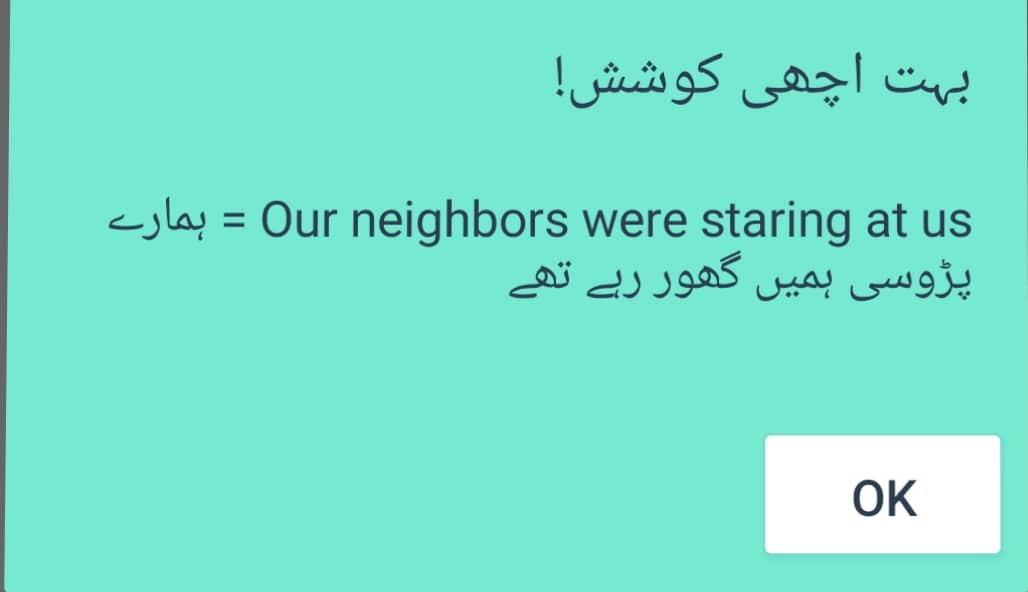 بہت اچھی کوشش!
Our neighbors were staring at us = ہمارے
پڑوسی ہمیں گھور رہے تھے
OK